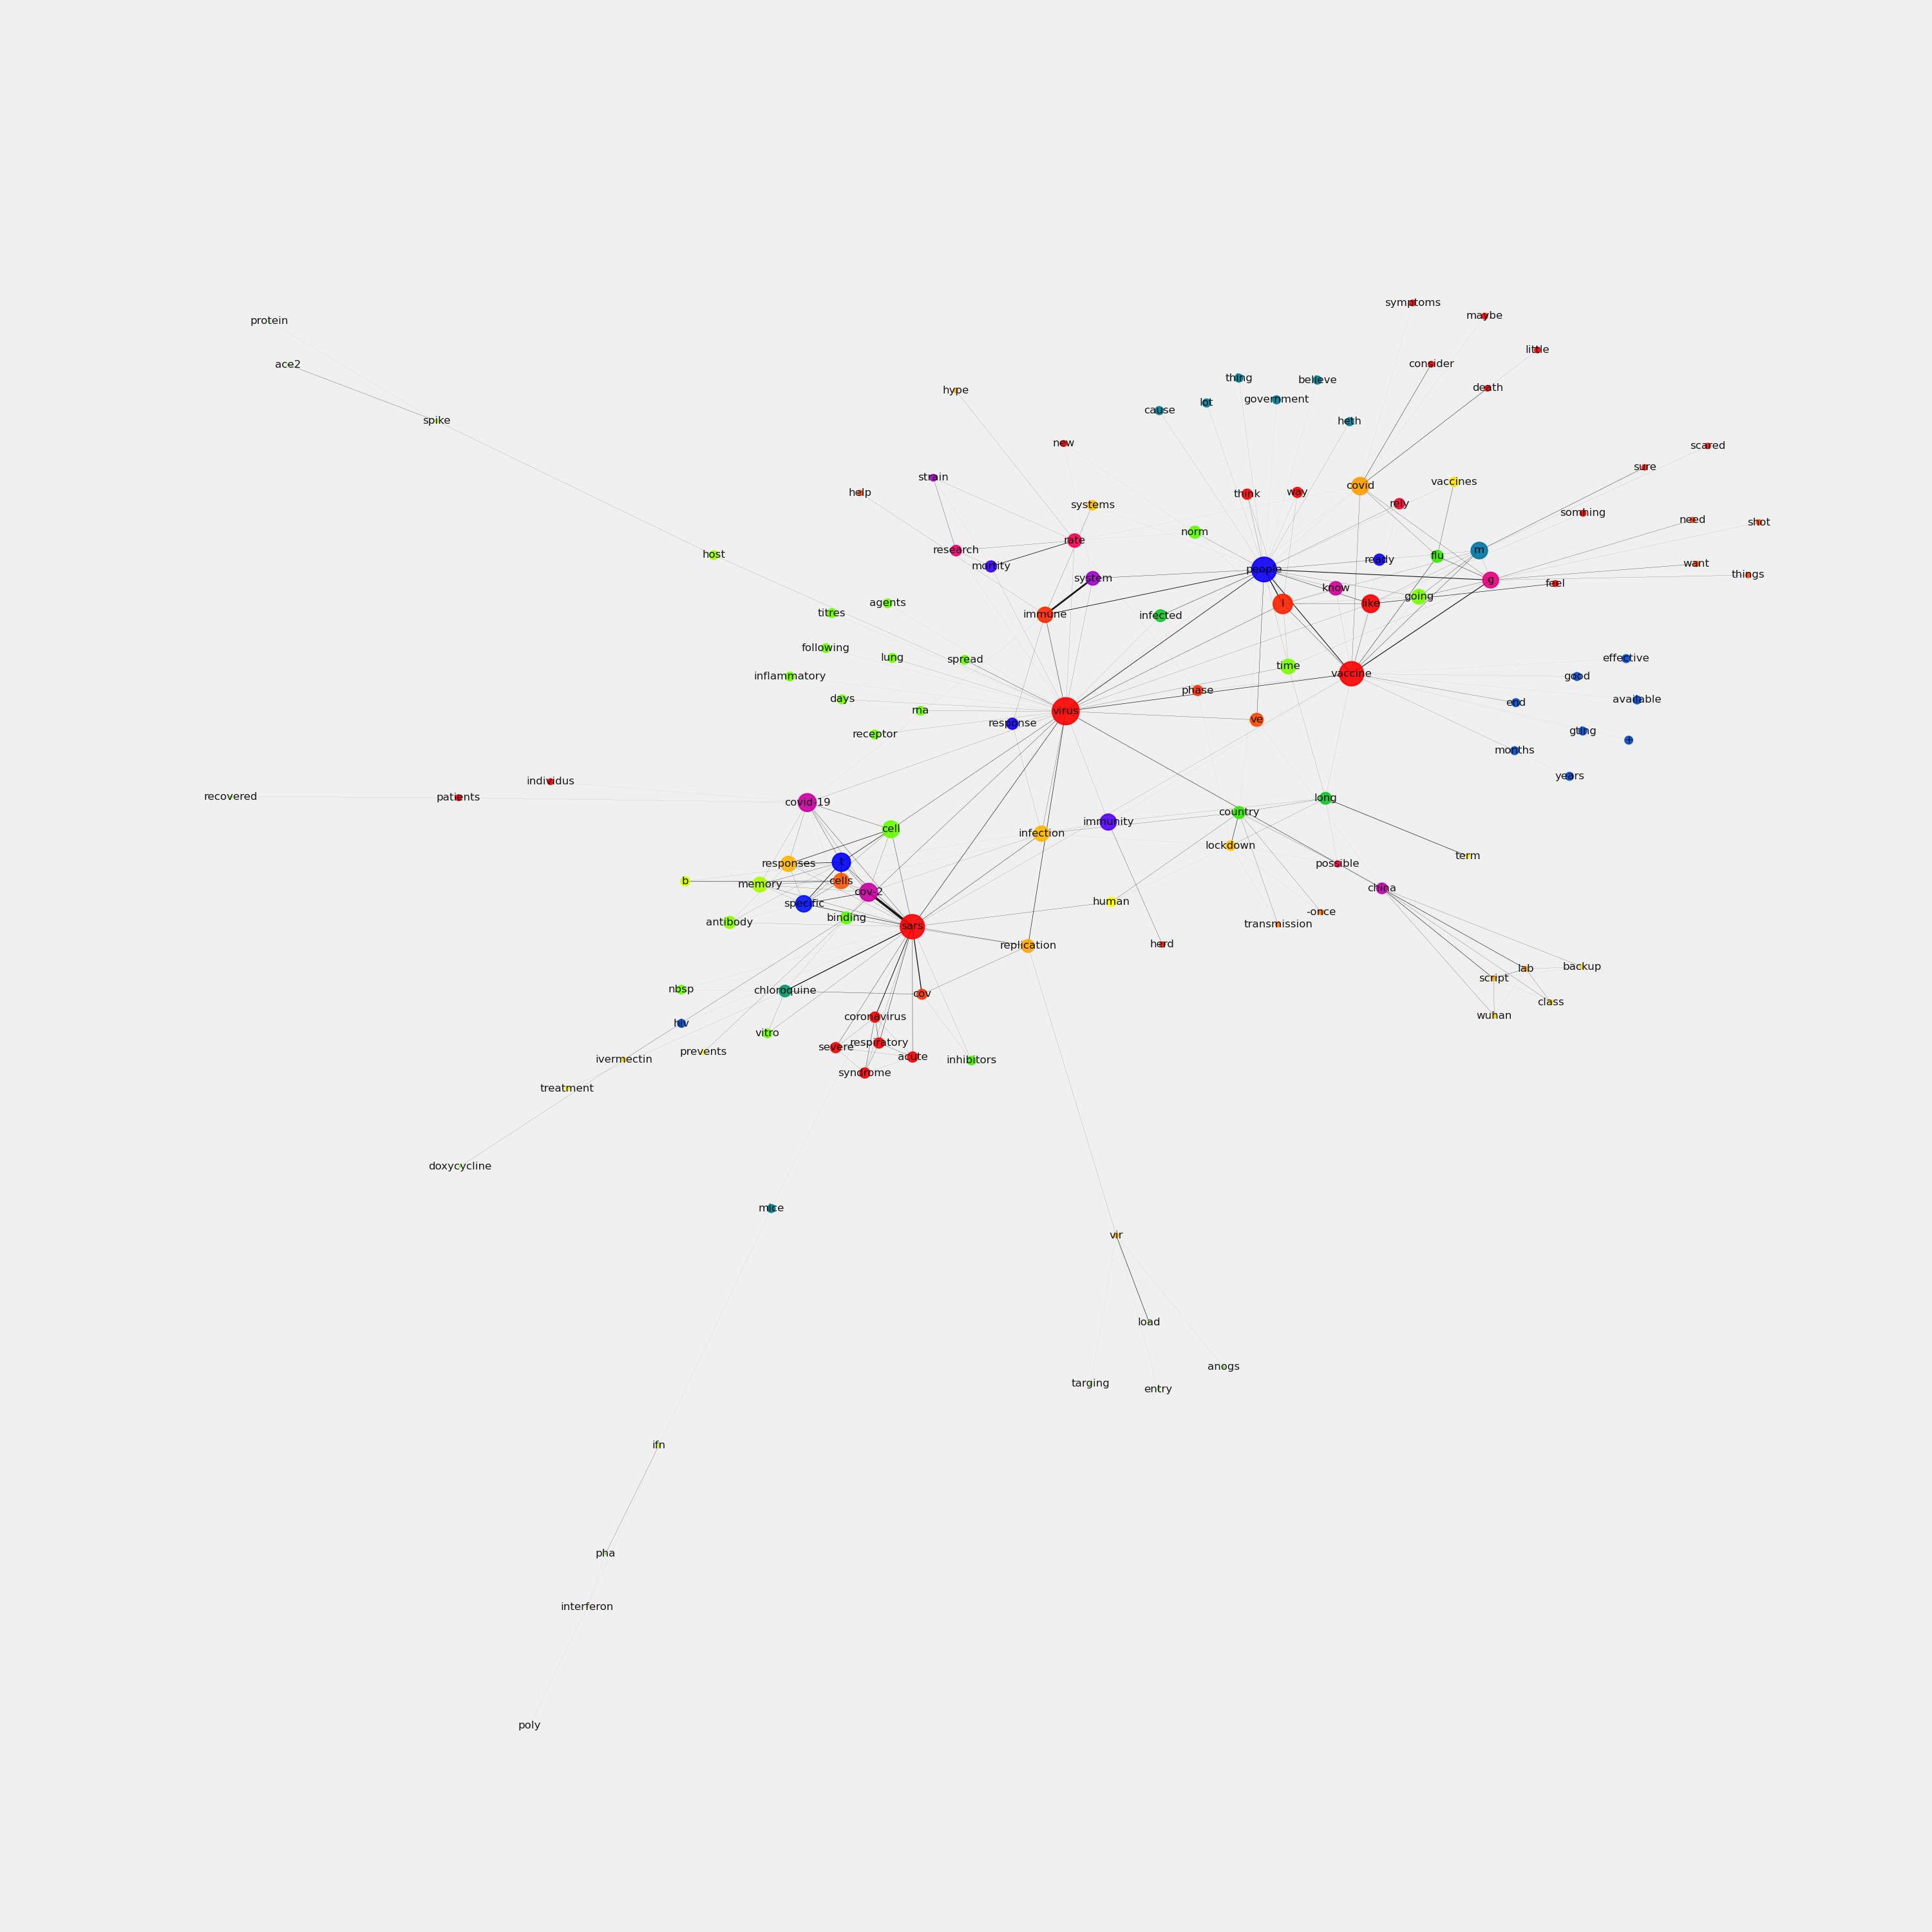 symptoms
maybe
protein
little
ace2
consider
thing
believe
death
hype
government
lot
cause
spike
heth
new
scared
sure
strain
vaccines
covid
help
think
way
rely
systems
somhing
need
shot
norm
rate
research
m
host
flu
ready
want
mortity
people
things
system
g
feel
know
going
agents
I
like
titres
immune
infected
following
effective
lung
spread
time
vaccine
inflammatory
good
phase
days
available
end
rna
virus
ve
response
gting
receptor
+
months
years
individus
recovered
patients
long
covid-19
country
immunity
cell
infection
lockdown
term
responses
t
possible
b
cells
memory
china
cov-2
human
specific
-once
binding
antibody
sars
transmission
replication
herd
lab
backup
script
nbsp
chloroquine
cov
class
wuhan
coronavirus
hiv
vitro
respiratory
severe
prevents
acute
ivermectin
inhibitors
syndrome
treatment
doxycycline
mice
vir
load
anogs
targing
entry
ifn
pha
interferon
poly